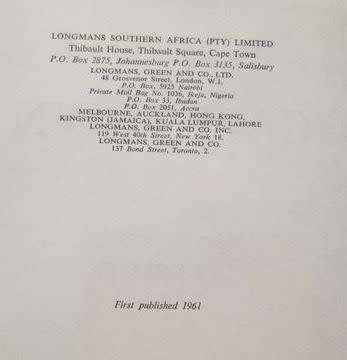 LONGMANS SOUTHERN AFRICA (PTY) LIMITED
Thibault House, Thibault Square, Cape Town
P.O. Box 2875, Johannesburg P.O. Box 3135, Salisbury
LONGMANS, GREEN AND CO., LTD.
48 Grosvenor Street, London, W.1.
P.O. Box, 5925 Nairobi
Private Mail Bag No. 1036, Ikeja, Nigeria
P.O. Box 33, Ibadan
P.O. Box 2051, Accra
MELBOURNE, AUCKLAND, HONG KONG,
KINGSTON (JAMAICA), KUALA LUMPUR, LAHORE
LONGMANS, GREEN AND CO. INC.
119 West 40th Street, New York 18.
LONGMANS, GREEN AND CO.
137 Bond Street, Toronto, 2.
First published 1961